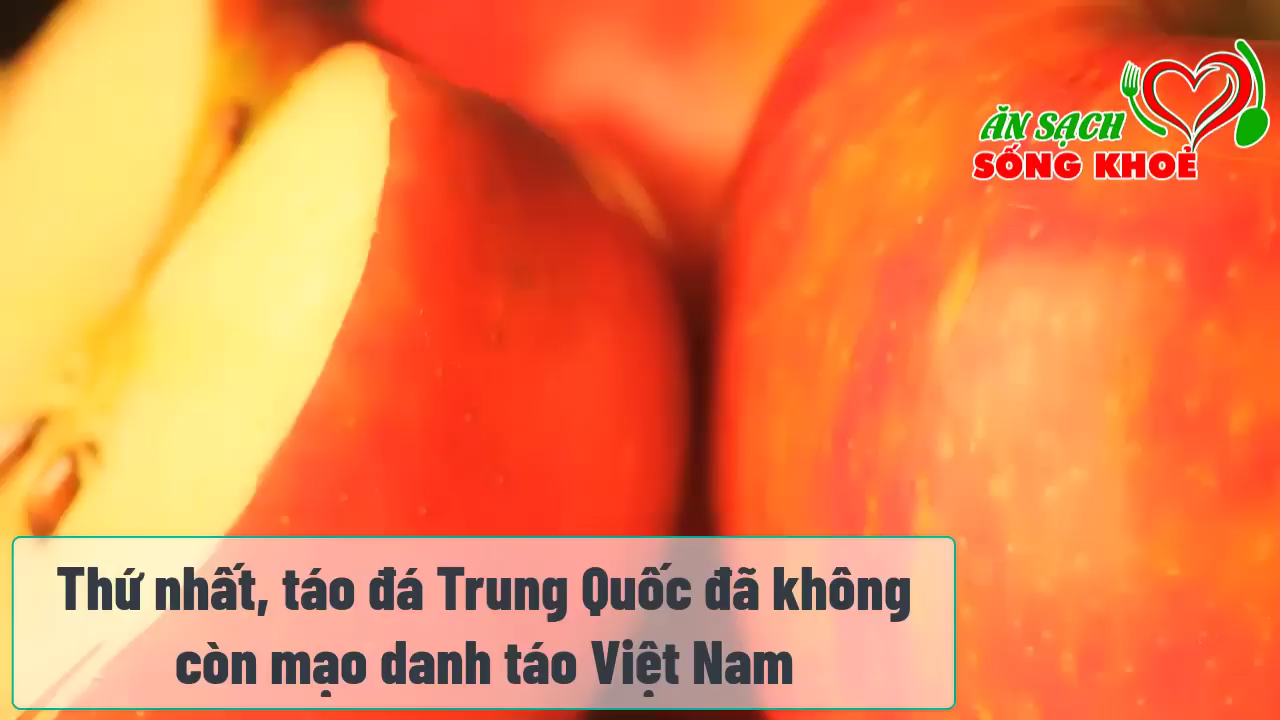 ĂN SẠCH
SỐNG KHOẺ
Thứ nhất, táo đá Trung Quốc đã không
còn mạo danh táo Việt Nam